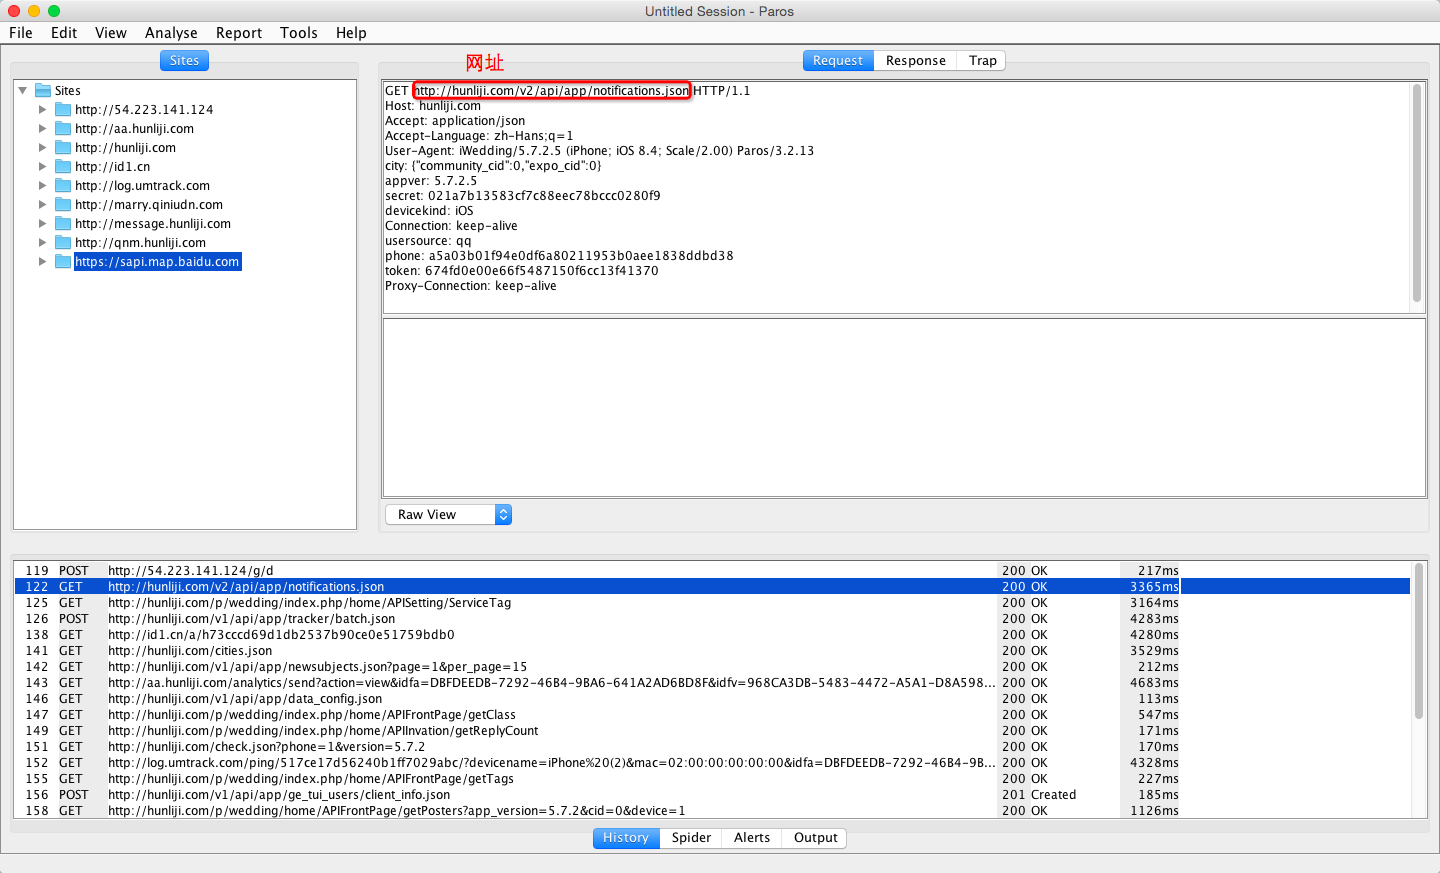 Untitled Session - Paros
File Edit View Analyse Report Tools Help
Sites
网址
Request Response Trap
Sites
http://54.223.141.124
http://aa.hunliji.com
http://hunliji.com
http://id1.cn
http://log.umtrack.com
http://marry.qiniudn.com
http://message.hunliji.com
http://qnm.hunliji.com
https://sapi.map.baidu.com
GET http://hunliji.com/v2/api/app/notifications.json HTTP/1.1
Host: hunliji.com
Accept: application/json
Accept-Language: zh-Hans;q=1
User-Agent: iWedding/5.7.2.5 (iPhone; iOS 8.4; Scale/2.00) Paros/3.2.13
city: {"community_cid":0,"expo_cid":0}
appver: 5.7.2.5
secret: 021a7b13583cf7c88eec78bccc0280f9
devicekind: iOS
Connection: keep-alive
usersource: qq
phone: a5a03b01f94e0df6a80211953b0aee1838ddbd38
token: 674fd0e00e66f5487150f6cc13f41370
Proxy-Connection: keep-alive
Raw View
119 POST http://54.223.141.124/g/d 200 OK 217ms
122 GET http://hunliji.com/v2/api/app/notifications.json 200 OK 3365ms
125 GET http://hunliji.com/p/wedding/index.php/home/APISetting/ServiceTag 200 OK 3164ms
126 POST http://hunliji.com/v1/api/app/tracker/batch.json 200 OK 4283ms
138 GET http://id1.cn/a/h73cccd69d1db2537b90ce0e51759bdb0 200 OK 4280ms
141 GET http://hunliji.com/cities.json 200 OK 3529ms
142 GET http://hunliji.com/v1/api/app/newsubjects.json?page=1&per_page=15 200 OK 212ms
143 GET http://aa.hunliji.com/analytics/send?action=view&idfa=DBFDEEDB-7292-46B4-9BA6-641A2AD6BD8F&idfv=968CA3DB-5483-4472-A5A1-D8A598... 200 OK 4683ms
146 GET http://hunliji.com/v1/api/app/data_config.json 200 OK 113ms
147 GET http://hunliji.com/p/wedding/index.php/home/APIFrontPage/getClass 200 OK 547ms
149 GET http://hunliji.com/p/wedding/index.php/home/APIInvation/getReplyCount 200 OK 171ms
151 GET http://hunliji.com/check.json?phone=1&version=5.7.2 200 OK 170ms
152 GET http://log.umtrack.com/ping/517ce17d56240b1ff7029abc/?devicename=iPhone%20(2)&mac=02:00:00:00:00:00&idfa=DBFDEEDB-7292-46B4-9B... 200 OK 4328ms
155 GET http://hunliji.com/p/wedding/index.php/home/APIFrontPage/getTags 200 OK 227ms
156 POST http://hunliji.com/v1/api/app/ge_tui_users/client_info.json 201 Created 185ms
158 GET http://hunliji.com/p/wedding/home/APIFrontPage/getPosters?app_version=5.7.2&cid=0&device=1 200 OK 1126ms
History Spider Alerts Output